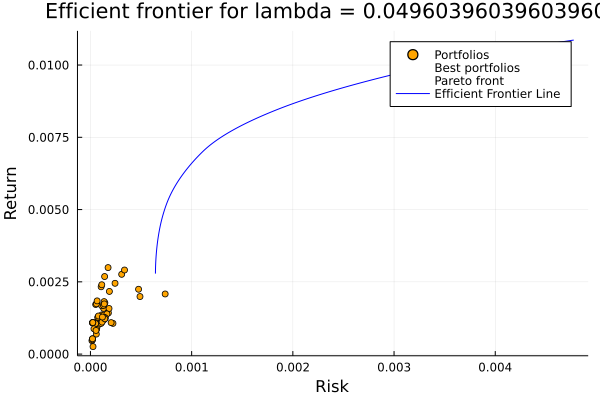 Efficient frontier for lambda = 0.0496039603960396
Portfolios
Best portfolios
Pareto front
Efficient Frontier Line
Return
0.0100
0.0075
0.0050
0.0025
0.0000
0.000 0.001 0.002 0.003 0.004
Risk